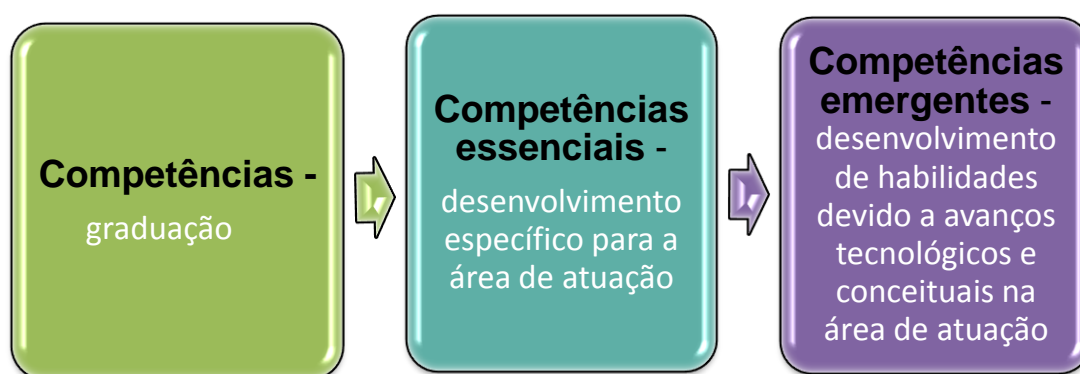 Competências -
graduação
Competências
essenciais -
desenvolvimento
específico para a
área de atuação
Competências
emergentes -
desenvolvimento
de habilidades
devido a avanços
tecnológicos e
conceituais na
área de atuação